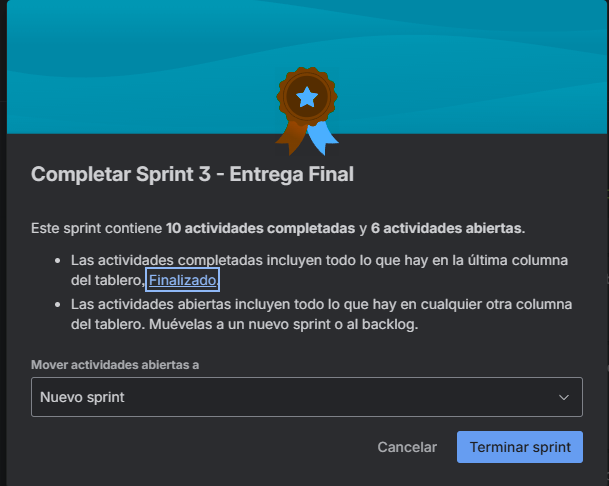 Completar Sprint 3 - Entrega Final
Este sprint contiene 10 actividades completadas y 6 actividades abiertas.
• Las actividades completadas incluyen todo lo que hay en la última columna
del tablero, Finalizado.
• Las actividades abiertas incluyen todo lo que hay en cualquier otra columna
del tablero. Muévelas a un nuevo sprint o al backlog.
Mover actividades abiertas a
Nuevo sprint
Cancelar Terminar sprint